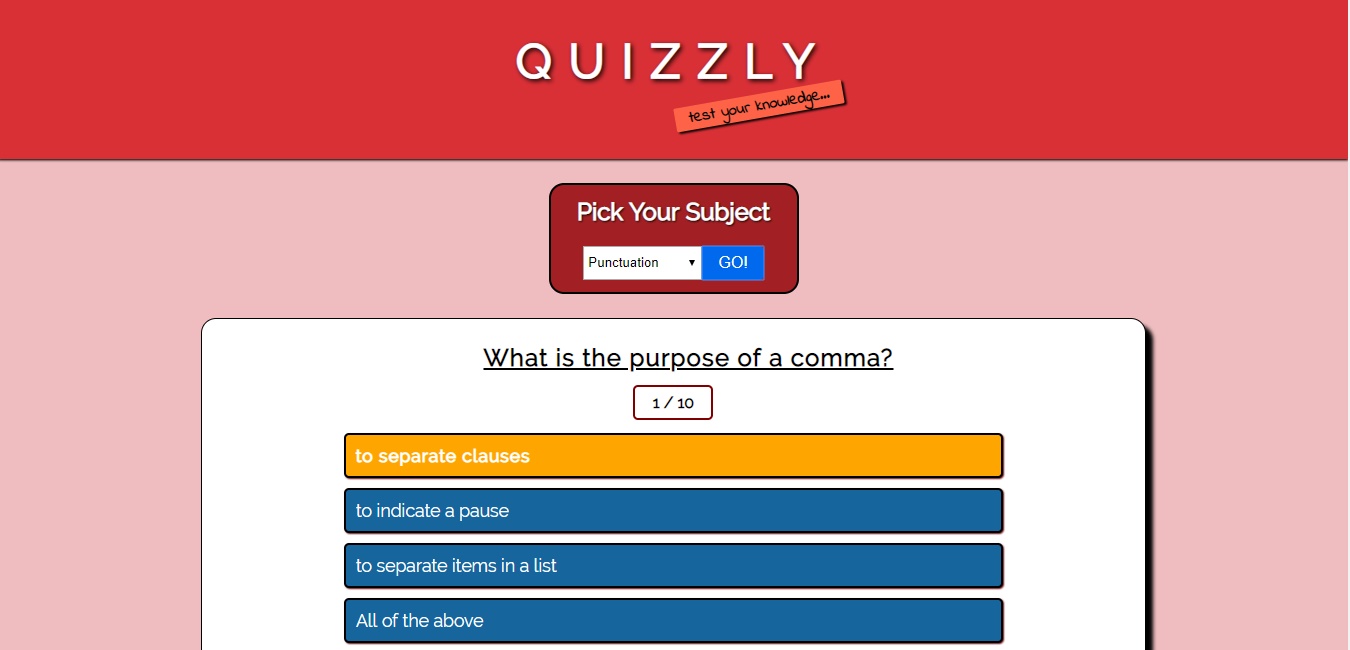 QUIZZLY
test your knowledge...
Pick Your Subject
Punctuation GO!
What is the purpose of a comma?
1 / 10
to separate clauses
to indicate a pause
to separate items in a list
All of the above